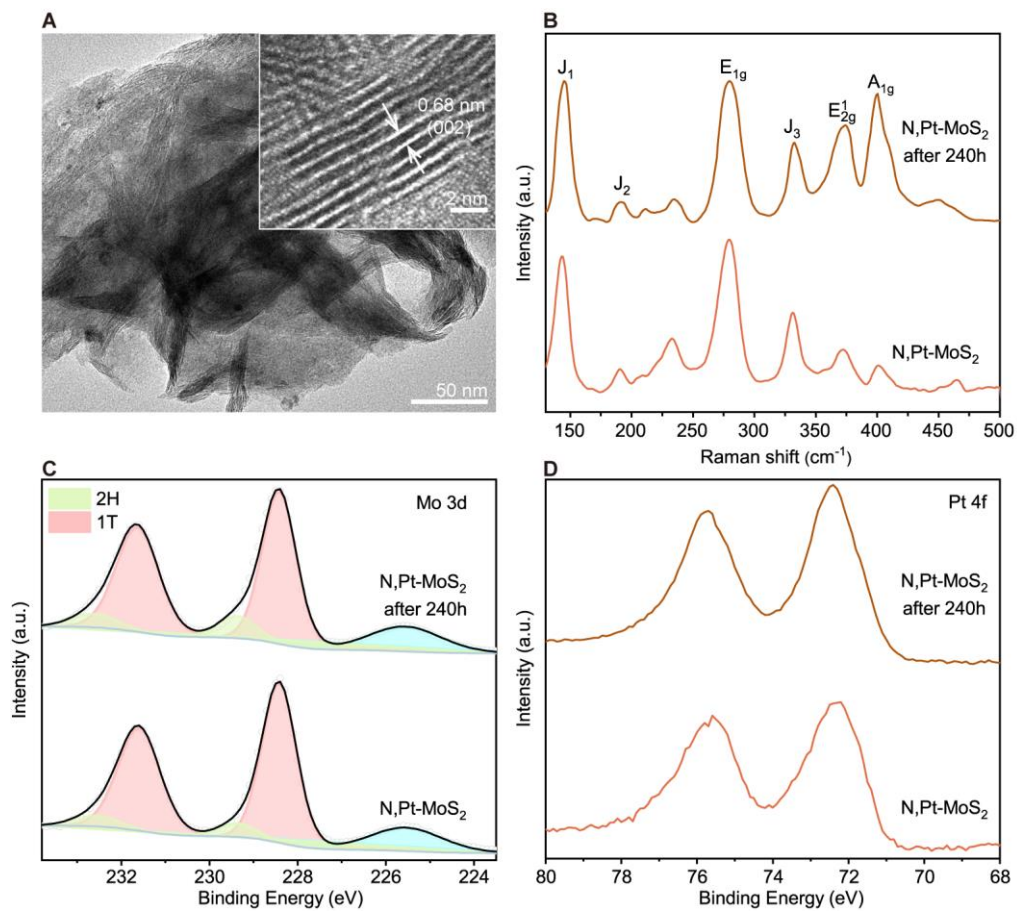 A
0.68 nm
(002)
2 nm
50 nm
B
J₁
J₂
E₁g
J₃
E¹₂g
A₁g
N,Pt-MoS₂
after 240h
N,Pt-MoS₂
Intensity (a.u.)
150 200 250 300 350 400 450 500
Raman shift (cm⁻¹)
C
2H
1T
Mo 3d
N,Pt-MoS₂
after 240h
N,Pt-MoS₂
Intensity (a.u.)
232 230 228 226 224
Binding Energy (eV)
D
Pt 4f
N,Pt-MoS₂
after 240h
N,Pt-MoS₂
Intensity (a.u.)
80 78 76 74 72 70 68
Binding Energy (eV)